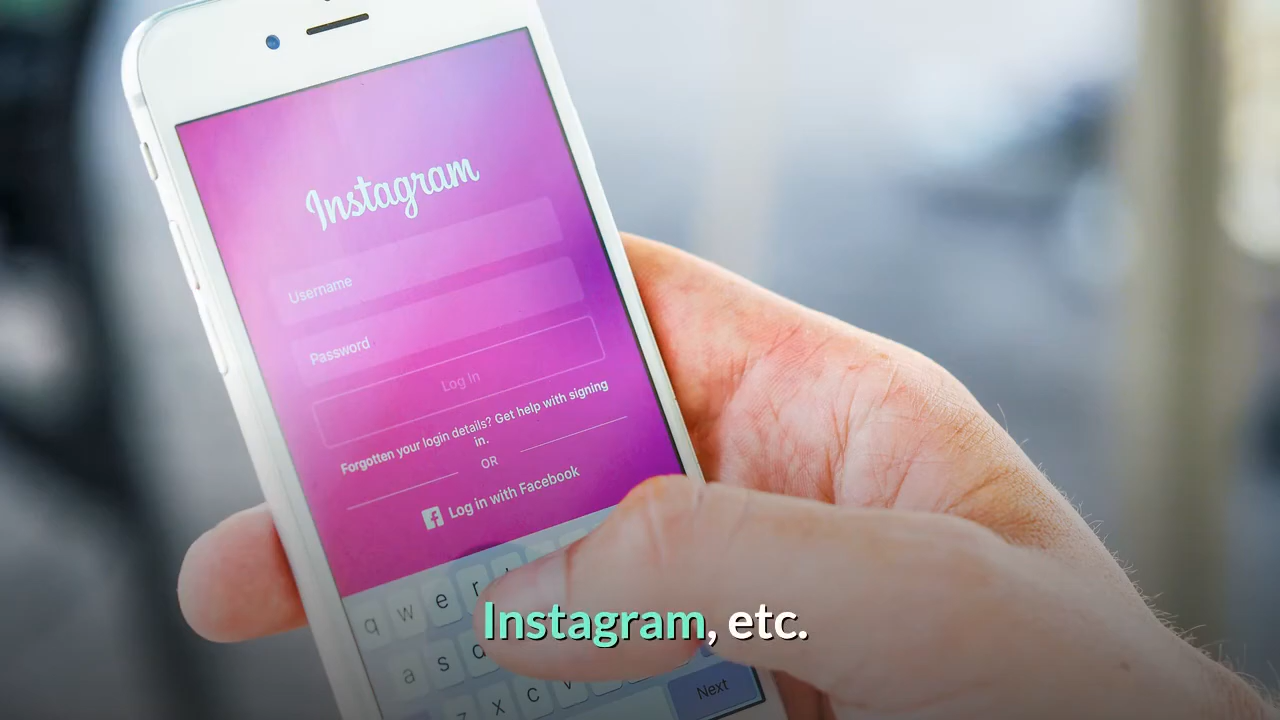 Instagram
Username
Password
Log In
Forgotten your login details? Get help with signing
in.
OR
f Log in with Facebook
q w e r
a s d
z x c v
Next
Instagram, etc.